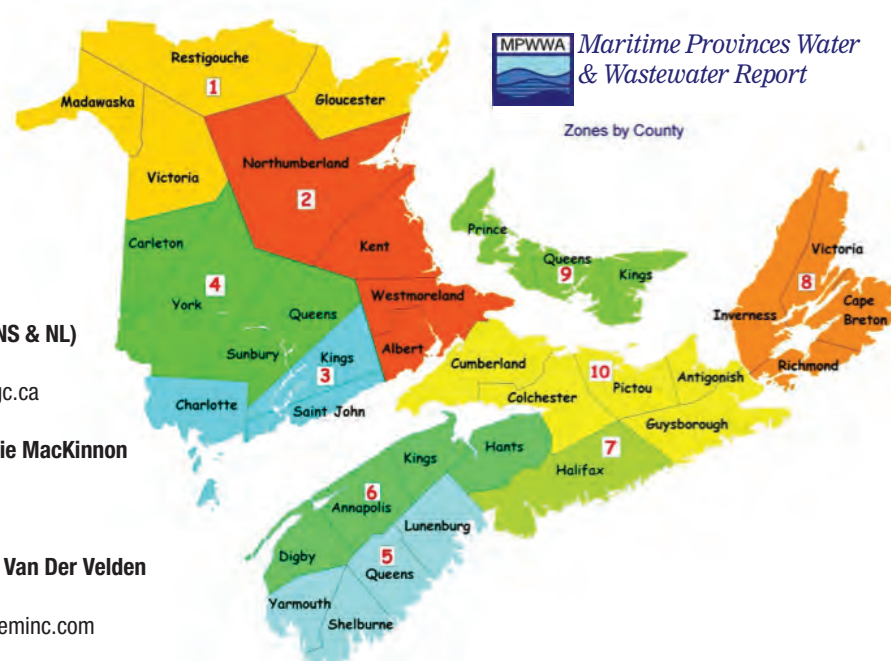 MPWWA
Maritime Provinces Water
& Wastewater Report
Zones by County
Restigouche
1
Madawaska
Gloucester
Victoria
Northumberland
2
Kent
Carleton
4
York
Queens
Sunbury
Westmoreland
Albert
Kings
3
Charlotte
Saint John
Prince
Queens
9
Kings
Victoria
8
Inverness
Cape
Breton
Richmond
Cumberland
10
Pictou
Antigonish
Colchester
Guysborough
7
Halifax
Hants
Kings
6
Annapolis
Digby
Lunenburg
5
Queens
Yarmouth
Shelburne
NS & NL)
gc.ca
ie MacKinnon
Van Der Velden
eminc.com